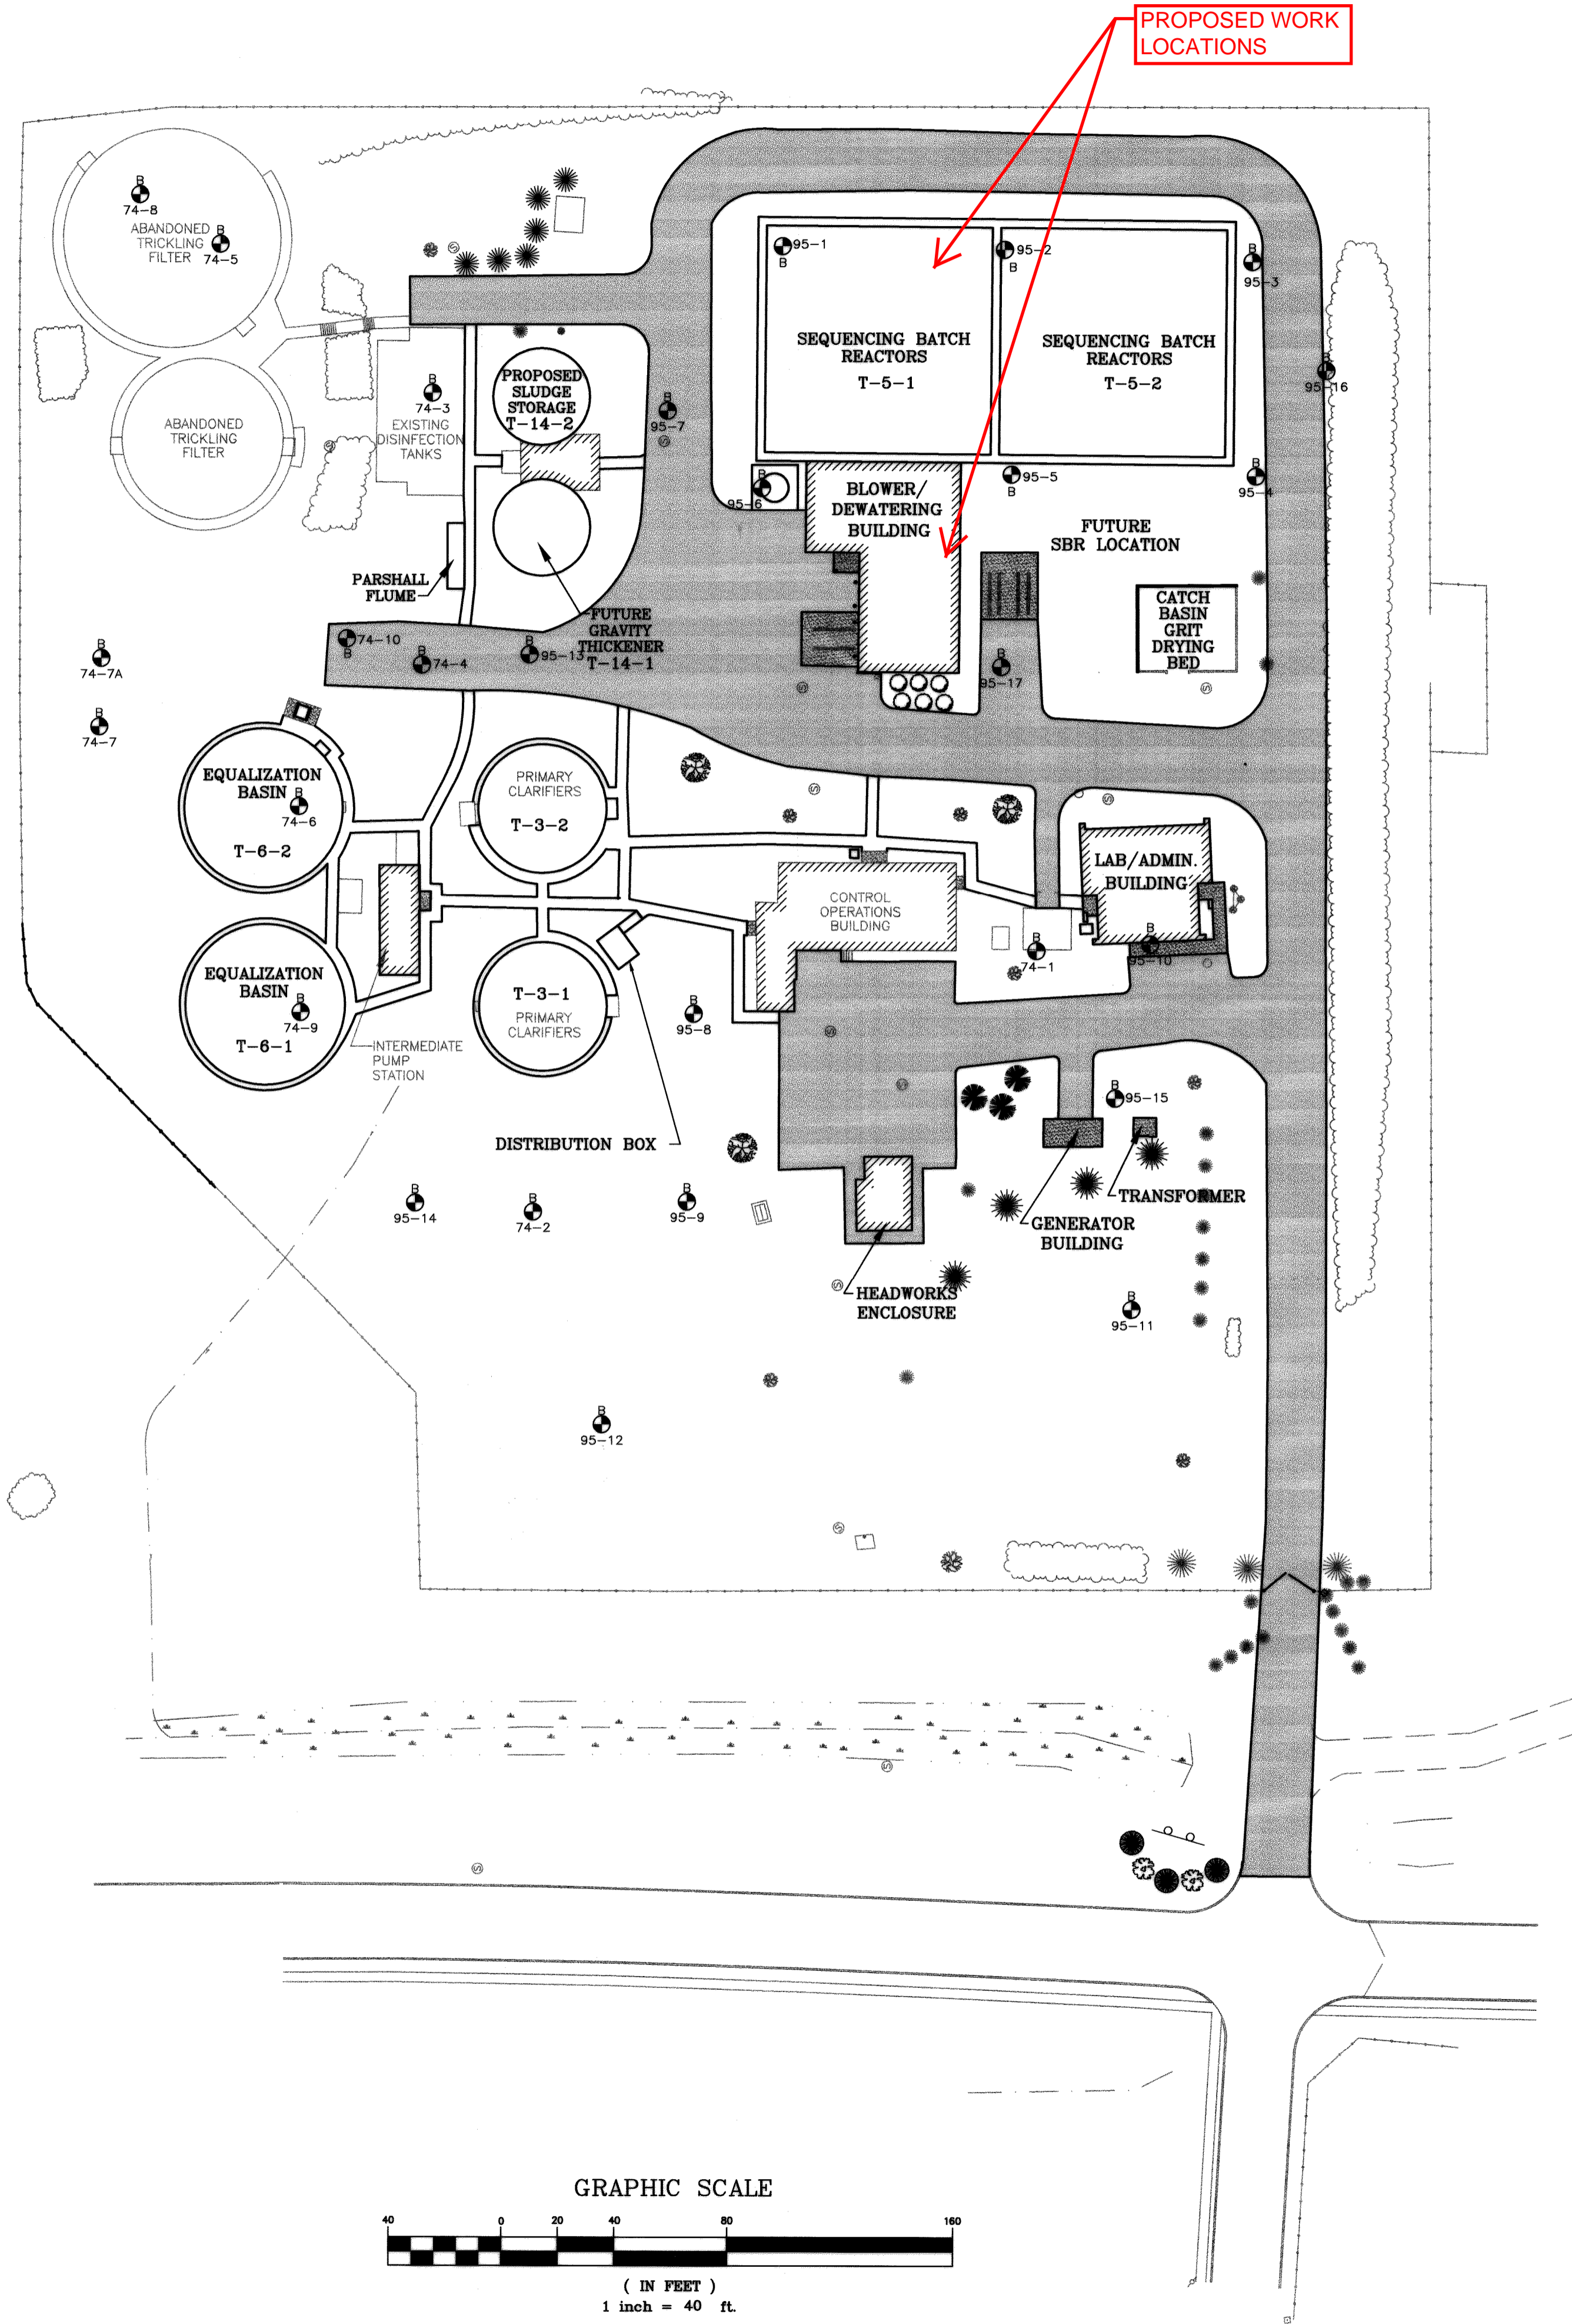 PROPOSED WORK
LOCATIONS
B
74-8
ABANDONED
TRICKLING
FILTER
B
74-5
95-1
B
95-2
B
B
95-3
SEQUENCING BATCH
REACTORS
T-5-1
SEQUENCING BATCH
REACTORS
T-5-2
B
95-16
PROPOSED
SLUDGE
STORAGE
T-14-2
B
74-3
EXISTING
DISINFECTION
TANKS
B
95-7
ABANDONED
TRICKLING
FILTER
B
95-6
BLOWER/
DEWATERING
BUILDING
95-5
B
B
95-4
FUTURE
SBR LOCATION
PARSHALL
FLUME
FUTURE
GRAVITY
THICKENER
T-14-1
CATCH
BASIN
GRIT
DRYING
BED
74-10
B
B
74-4
B
95-13
B
74-7A
B
95-17
B
74-7
EQUALIZATION
BASIN
B
74-6
T-6-2
PRIMARY
CLARIFIERS
T-3-2
LAB/ADMIN.
BUILDING
CONTROL
OPERATIONS
BUILDING
B
74-1
B
95-10
EQUALIZATION
BASIN
B
74-9
T-6-1
T-3-1
PRIMARY
CLARIFIERS
B
95-8
INTERMEDIATE
PUMP
STATION
B
95-15
DISTRIBUTION BOX
B
95-14
B
74-2
B
95-9
TRANSFORMER
GENERATOR
BUILDING
HEADWORKS
ENCLOSURE
B
95-11
B
95-12
GRAPHIC SCALE
40 0 20 40 80 160
( IN FEET )
1 inch = 40 ft.